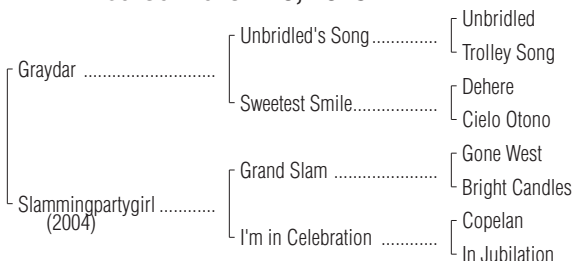 Unbridled
Unbridled's Song .............
Trolley Song
Graydar ..........................
Dehere
Sweetest Smile.................
Cielo Otono
Gone West
Grand Slam .....................
Bright Candles
Slammingpartygirl ...........
(2004)
Copelan
I'm in Celebration ............
In Jubilation